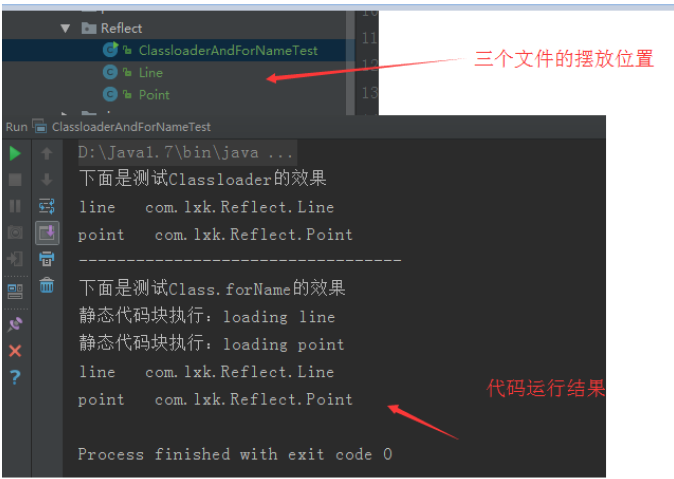 Reflect
ClassloaderAndForNameTest
Line
Point
10
11
12
13
三个文件的摆放位置
Run ClassloaderAndForNameTest
D:\Java1.7\bin\java ...
下面是测试Classloader的效果
line   com.lxk.Reflect.Line
point   com.lxk.Reflect.Point
----------------------------------
下面是测试Class.forName的效果
静态代码块执行：loading line
静态代码块执行：loading point
line   com.lxk.Reflect.Line
point   com.lxk.Reflect.Point
代码运行结果
Process finished with exit code 0